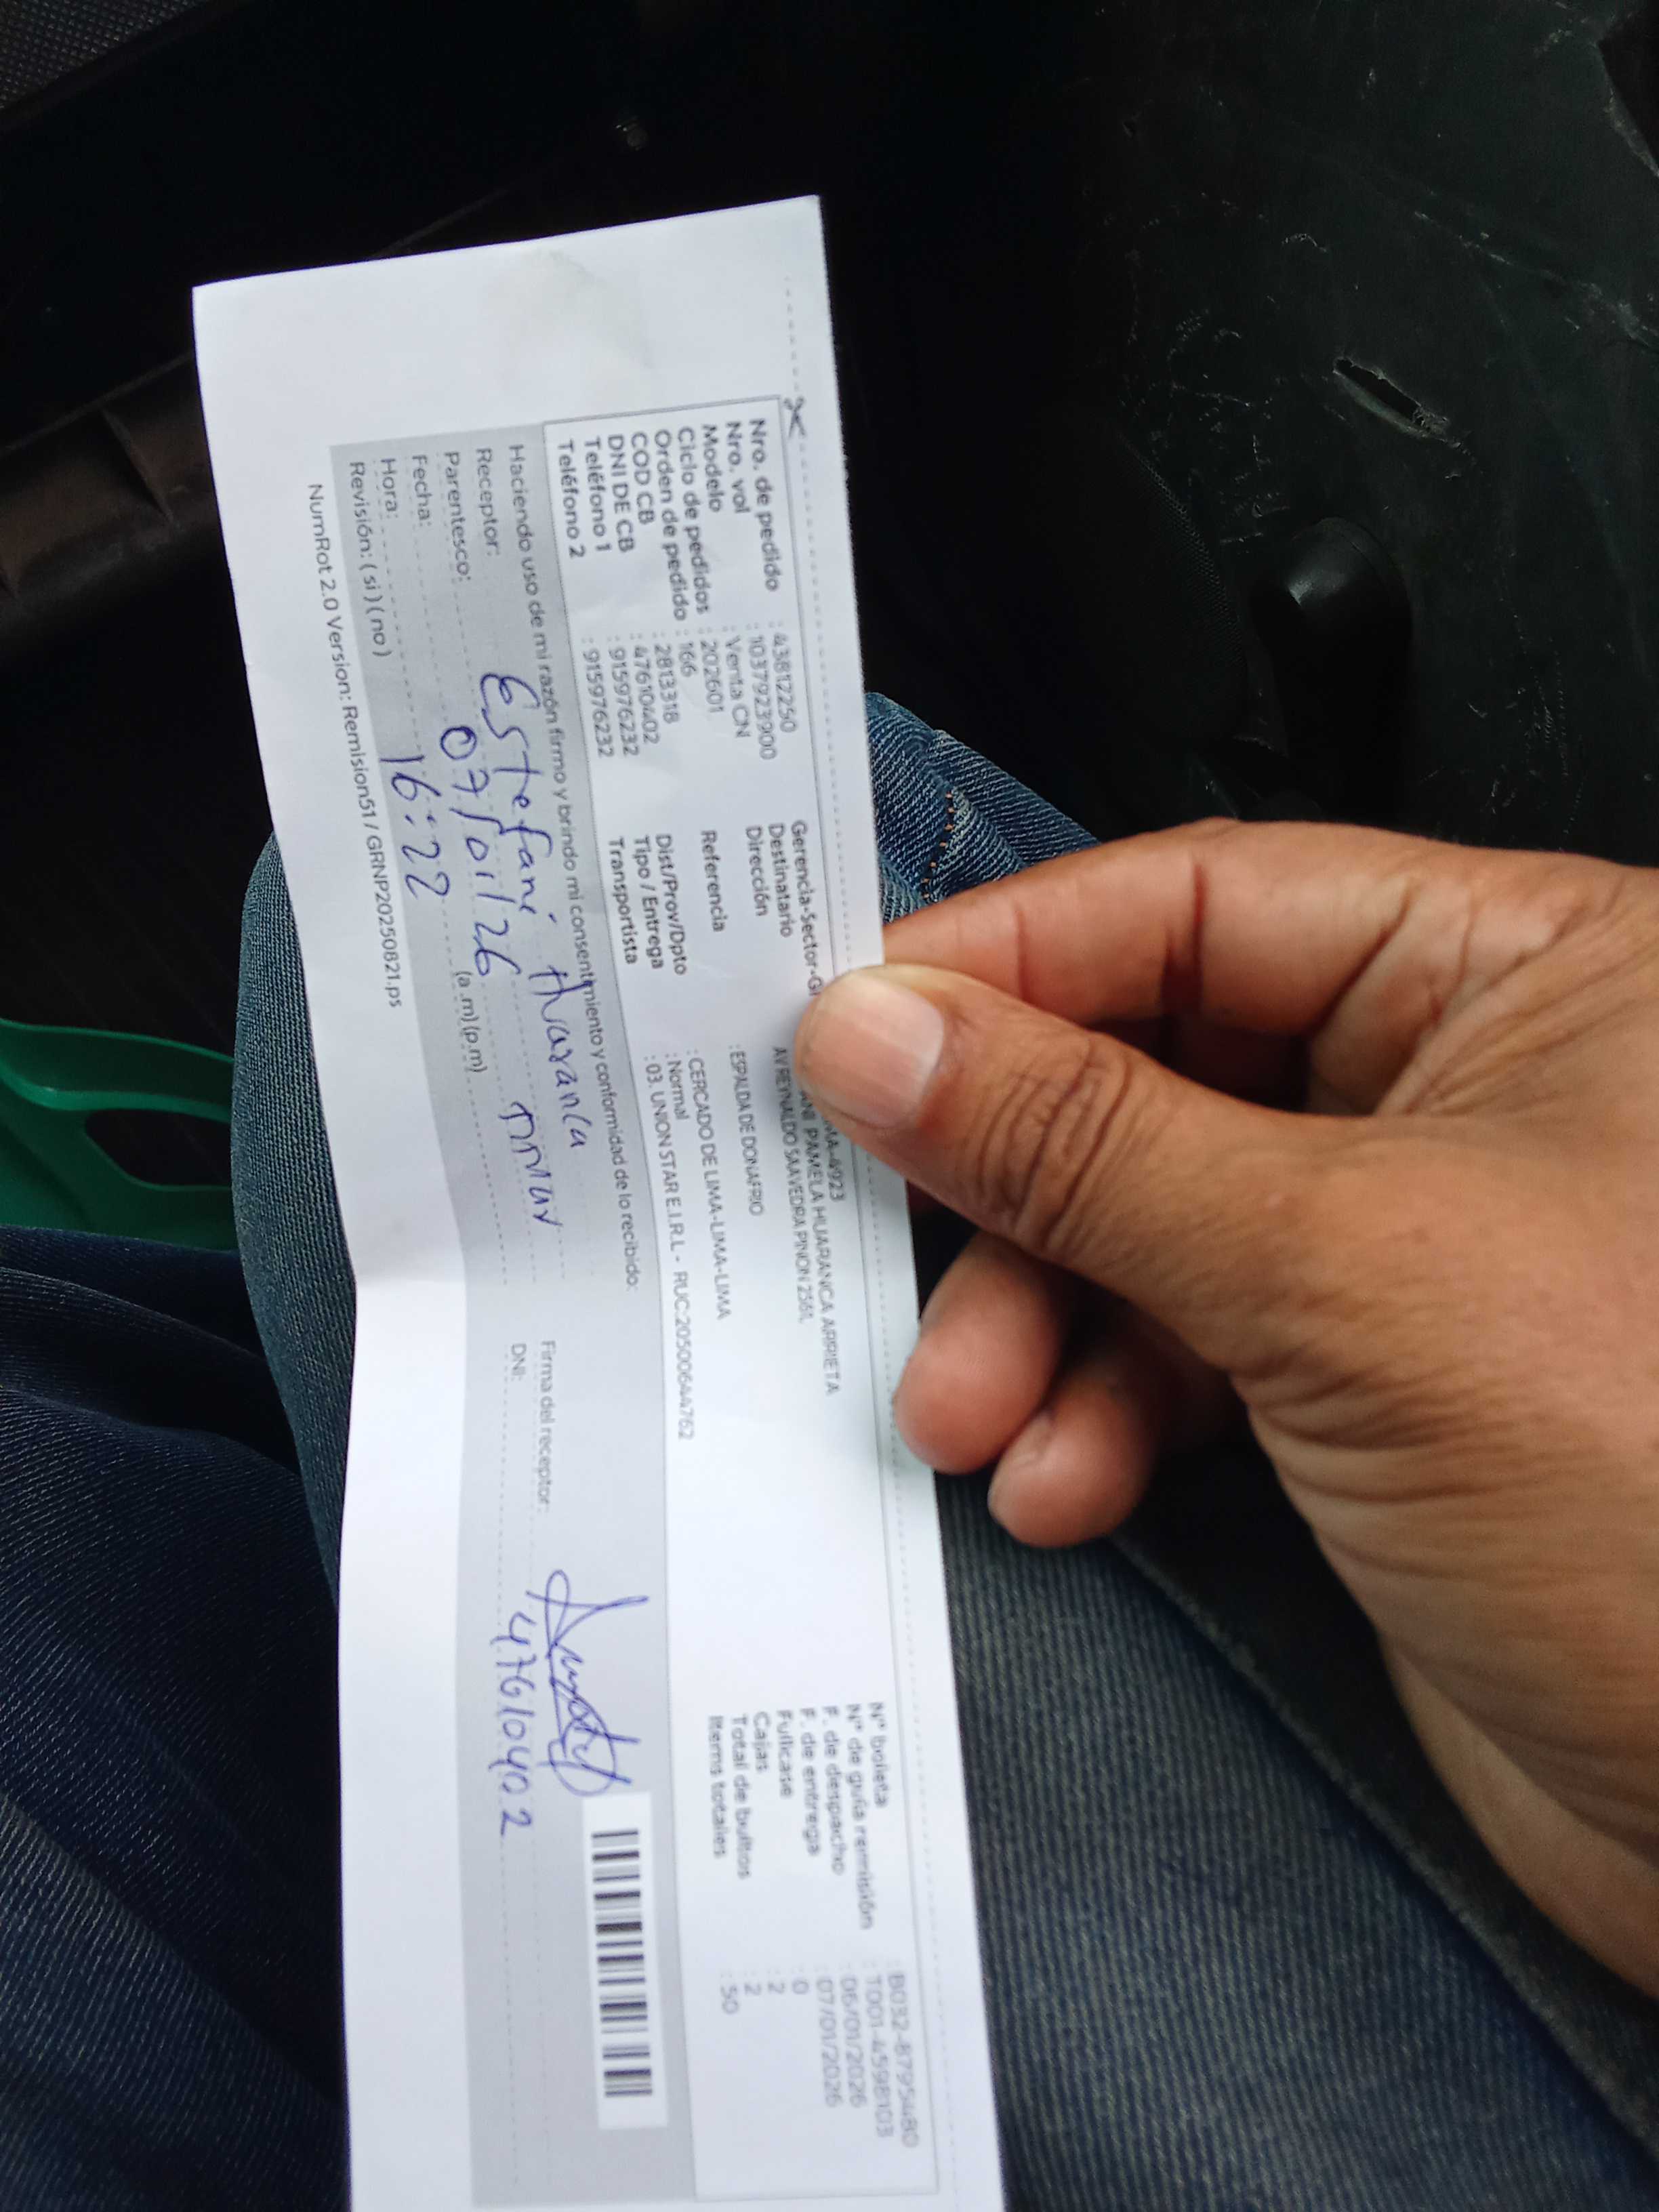 Nro. de pedido : 43812250
Nro. vol : 1037923900
Modelo : Venta CN
Ciclo de pedidos : 202601
Orden de pedido : 166
COD CB : 2813318
DNI DE CB : 47610402
Teléfono 1 : 915976232
Teléfono 2 : 915976232
Gerencia-Sector-G MA-4923
Destinatario ANI PAMELA HUARANCA ARRIETA
Dirección AV REYNALDO SAAVEDRA PINON 2561,
Referencia : ESPALDA DE DONAFRIO
Dist/Prov/Dpto : CERCADO DE LIMA-LIMA-LIMA
Tipo / Entrega : Normal
Transportista : 03. UNION STAR E.I.R.L - RUC:20500644762
N° boleta : B032-87954480
N° de guía remisión : T001-4598103
F. de despacho : 06/01/2026
F. de entrega : 07/01/2026
Fullcase : 0
Cajas : 2
Total de bultos : 2
Items totales : 50
Haciendo uso de mi razón firmo y brindo mi consentimiento y conformidad de lo recibido:
Receptor: Estefani Huaranca
Parentesco:
Fecha: 07/01/26
Hora: 16:22 (a .m) (p.m)
Revisión: ( si ) ( no )
Firma del receptor:
DNI: 47610402
NumRot 2.0 Version: Remision51 / GRNP20250821.ps